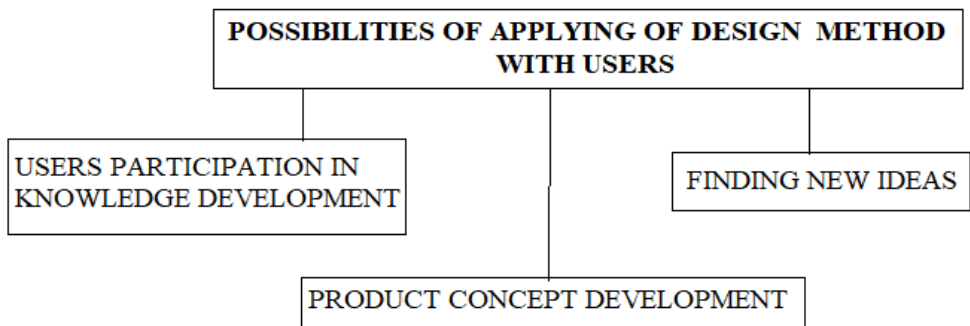 POSSIBILITIES OF APPLYING OF DESIGN METHOD
WITH USERS
USERS PARTICIPATION IN
KNOWLEDGE DEVELOPMENT
FINDING NEW IDEAS
PRODUCT CONCEPT DEVELOPMENT